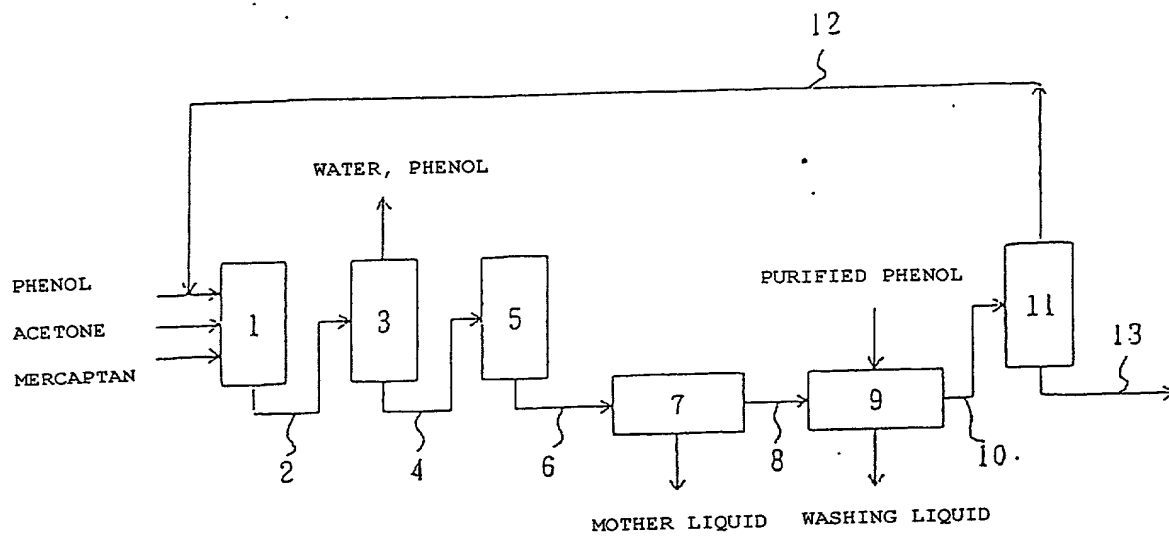 12
WATER, PHENOL
PHENOL
ACETONE
MERCAPTAN
PURIFIED PHENOL
1
3
5
7
9
11
13
2
4
6
8
10.
MOTHER LIQUID
WASHING LIQUID